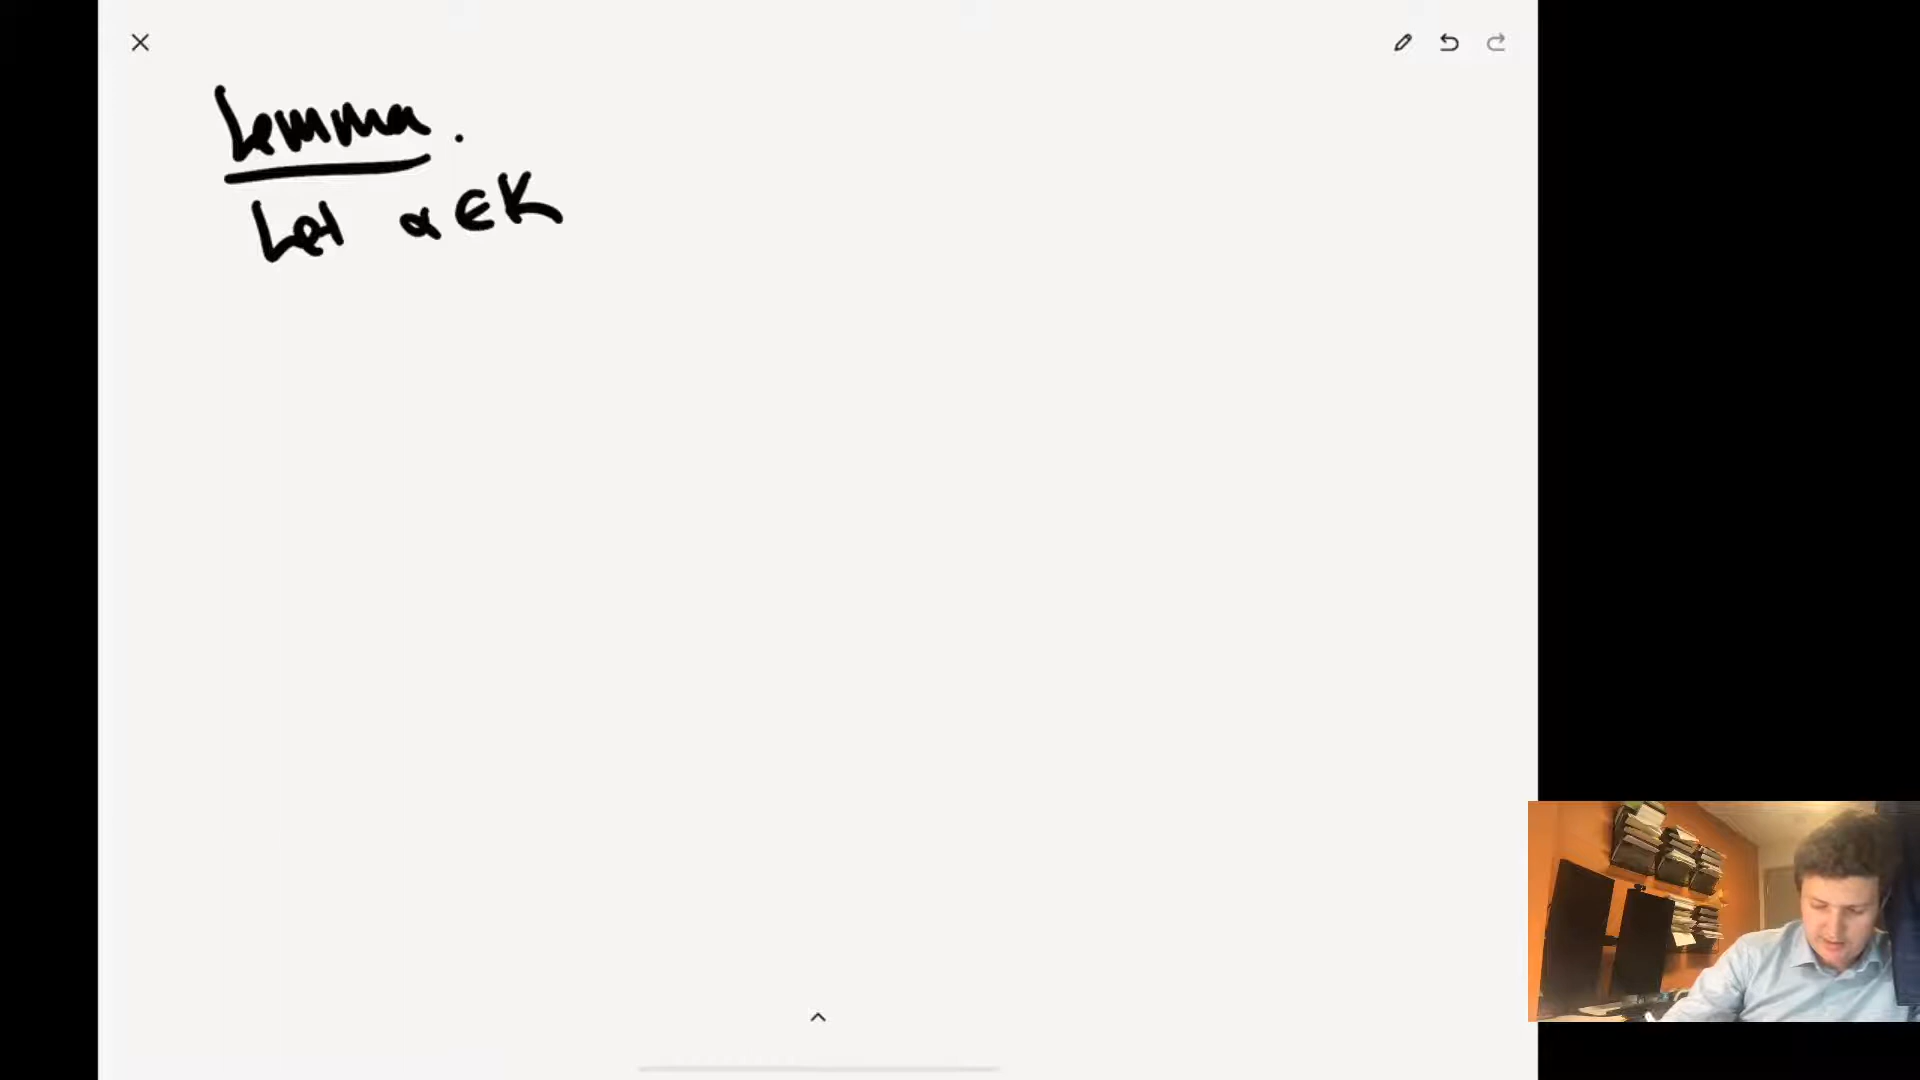 Lemma.
Let α ∈ K